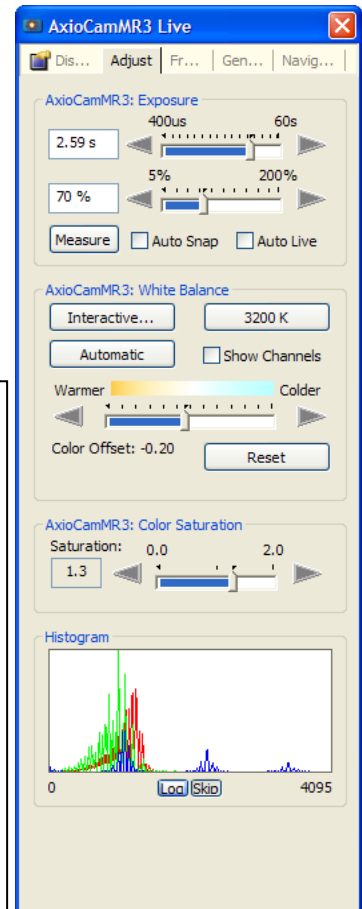 AxioCamMR3 Live
Dis... Adjust Fr... Gen... Navig...
AxioCamMR3: Exposure
400us 60s
2.59 s
5% 200%
70 %
Measure Auto Snap Auto Live
AxioCamMR3: White Balance
Interactive... 3200 K
Automatic Show Channels
Warmer Colder
Color Offset: -0.20 Reset
AxioCamMR3: Color Saturation
Saturation: 0.0 2.0
1.3
Histogram
0 Log Skip 4095